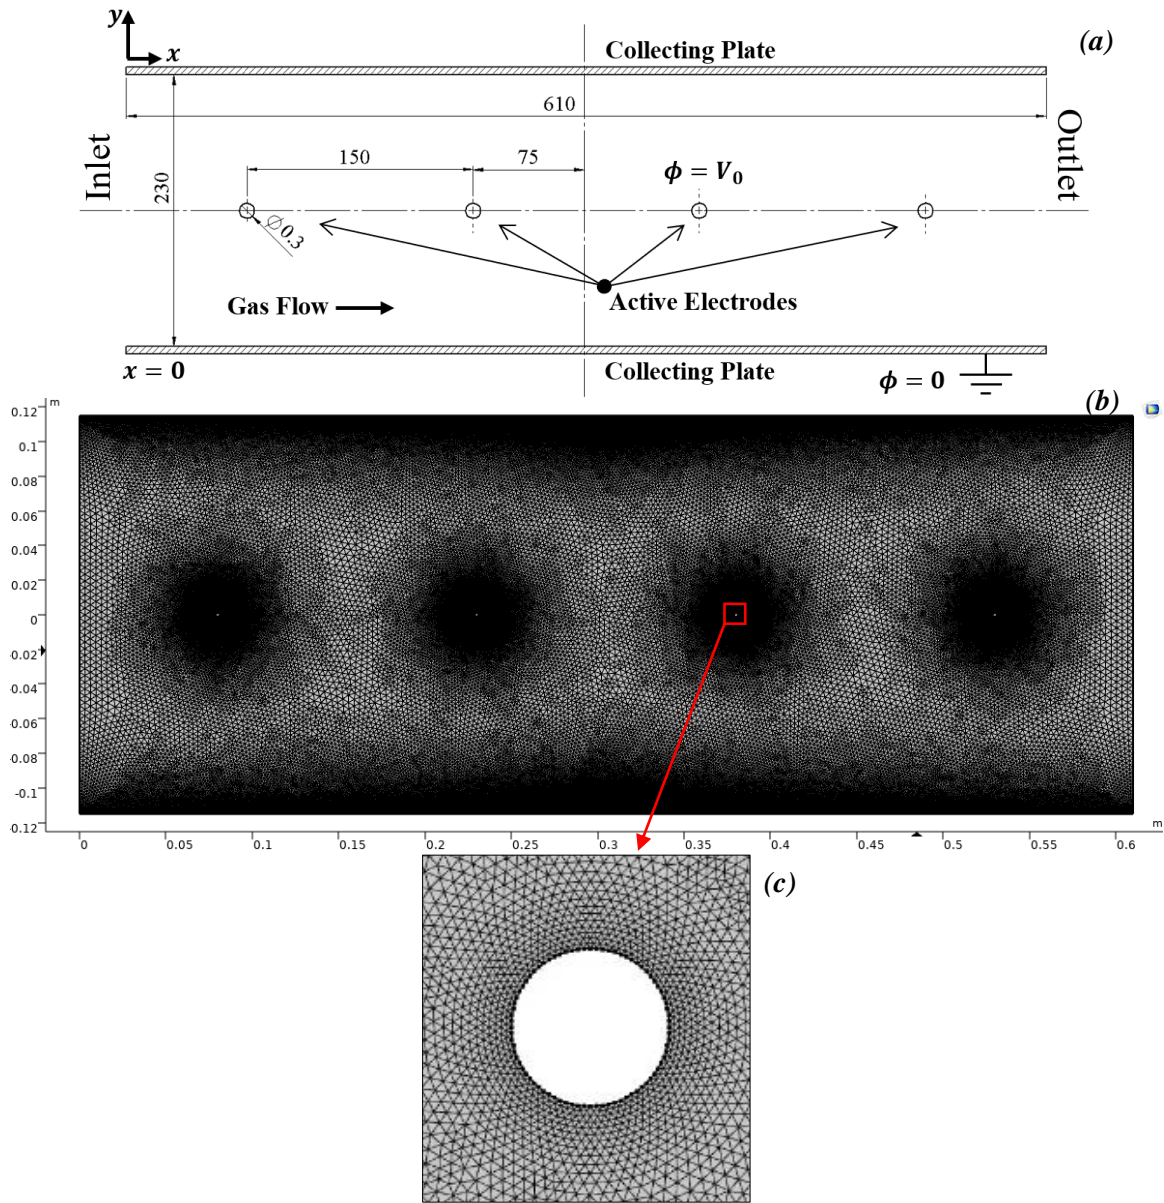 y
x
Collecting Plate
(a)
610
Inlet
Outlet
150
75
ϕ = V₀
230
∅0.3
Active Electrodes
Gas Flow
x = 0
Collecting Plate
ϕ = 0
(b)
m
0.12
0.1
0.08
0.06
0.04
0.02
0
-0.02
-0.04
-0.06
-0.08
-0.1
-0.12
0
0.05
0.1
0.15
0.2
0.25
0.3
0.35
0.4
0.45
0.5
0.55
0.6
m
(c)